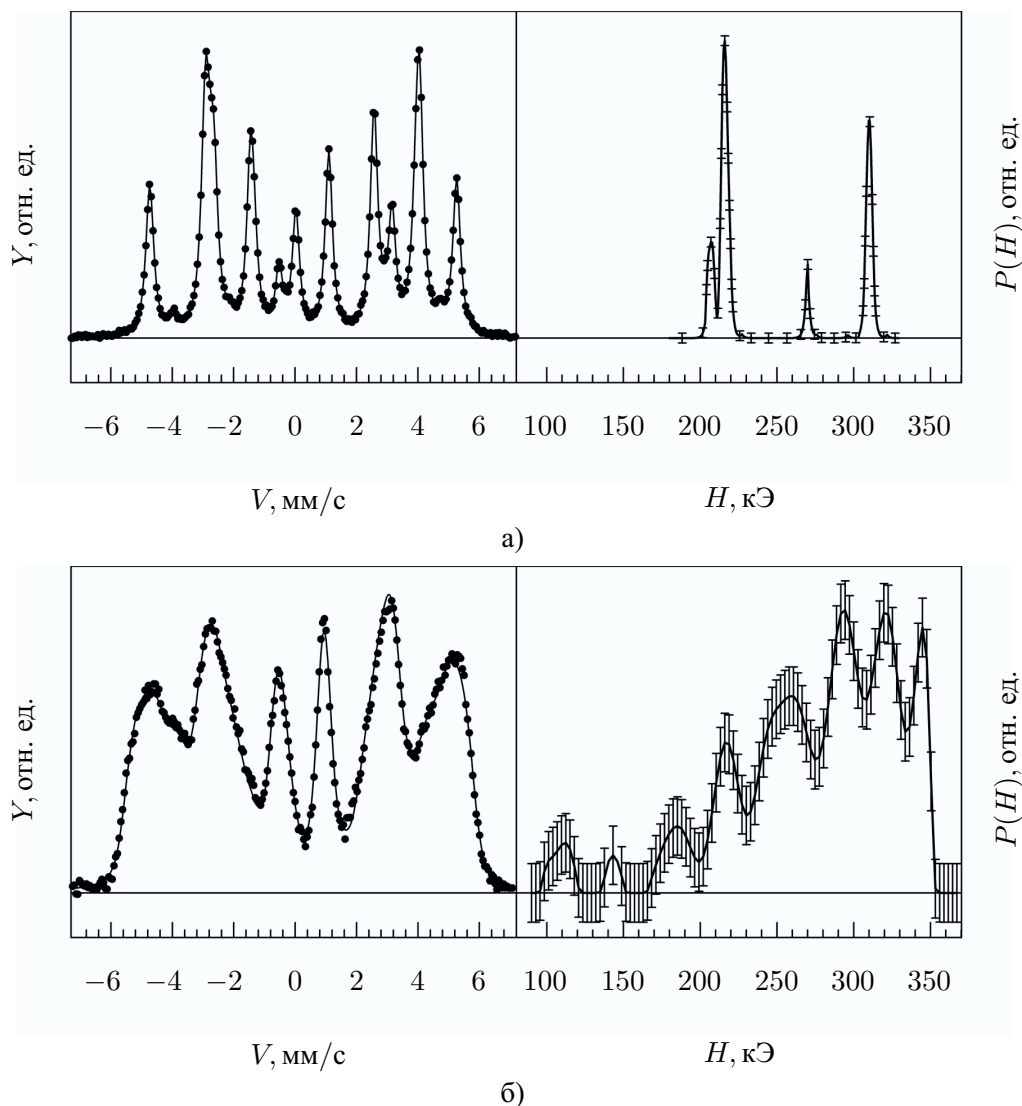 Y, отн. ед.
P(H), отн. ед.
−6 −4 −2 0 2 4 6 100 150 200 250 300 350
V, мм/с H, кЭ
а)
Y, отн. ед.
P(H), отн. ед.
−6 −4 −2 0 2 4 6 100 150 200 250 300 350
V, мм/с H, кЭ
б)